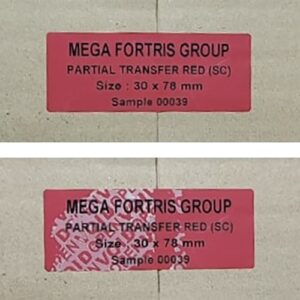 MEGA FORTRIS GROUP
PARTIAL TRANSFER RED (SC)
Size : 30 x 78 mm
Sample 00039
MEGA FORTRIS GROUP
PARTIAL TRANSFER RED (SC)
Size : 30 x 78 mm
Sample 00039